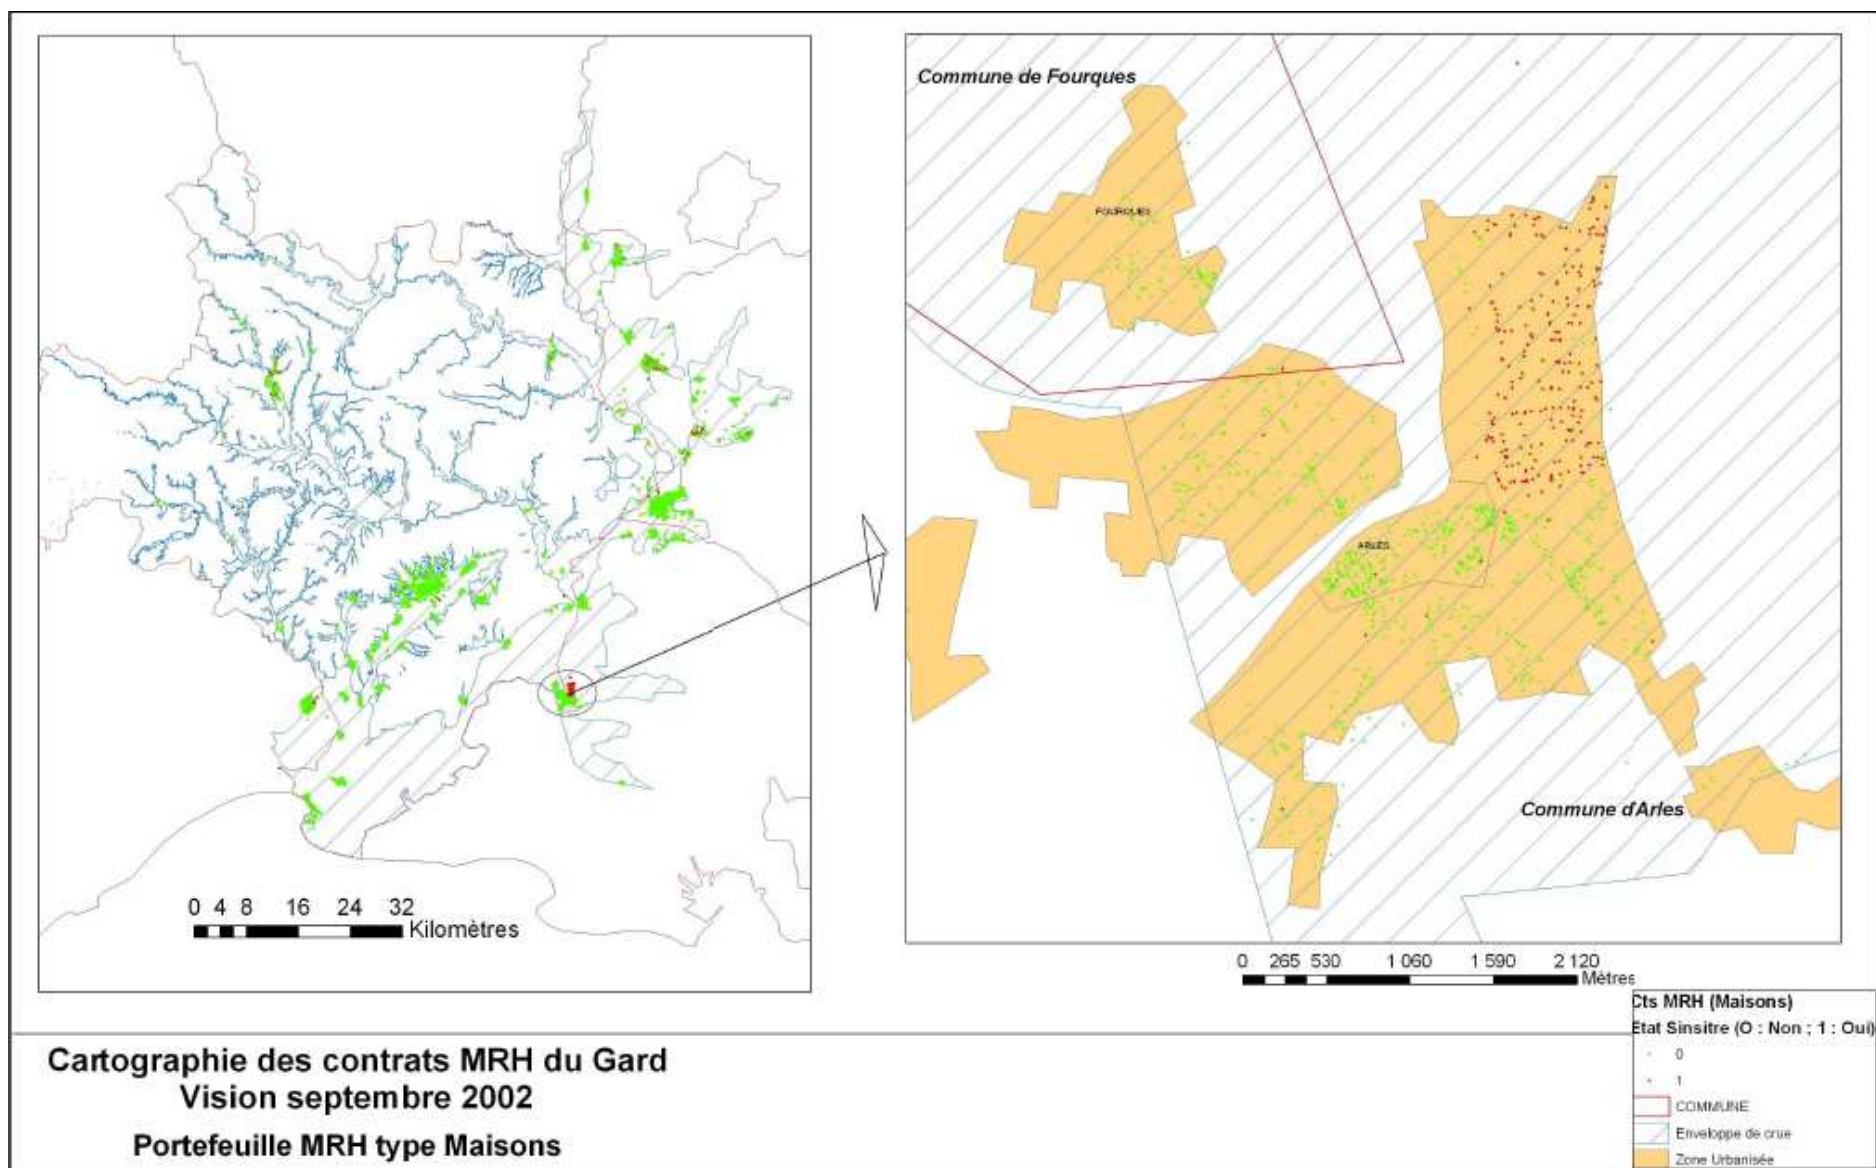 Commune de Fourques
FOURQUES
ARLES
Commune d'Arles
0 4 8 16 24 32
Kilomètres
0 265 530 1 060 1 590 2 120
Mètres
Cts MRH (Maisons)
Etat Sinsitre (O : Non ; 1 : Oui)
0
1
COMMUNE
Enveloppe de crue
Zone Urbanisée
Cartographie des contrats MRH du Gard
Vision septembre 2002
Portefeuille MRH type Maisons